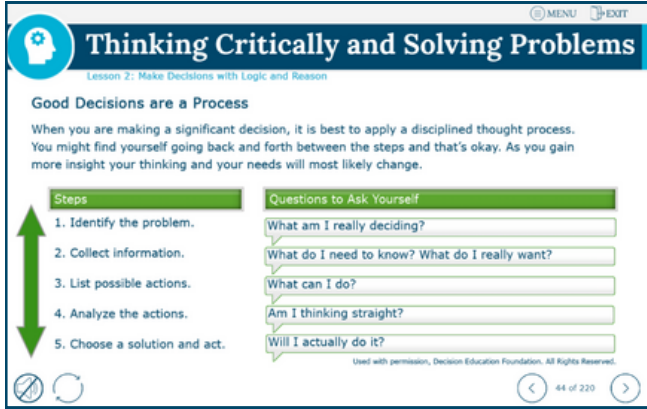 MENU EXIT
Thinking Critically and Solving Problems
Lesson 2: Make Decisions with Logic and Reason
Good Decisions are a Process
When you are making a significant decision, it is best to apply a disciplined thought process.
You might find yourself going back and forth between the steps and that's okay. As you gain
more insight your thinking and your needs will most likely change.
Steps Questions to Ask Yourself
1. Identify the problem. What am I really deciding?
2. Collect information. What do I need to know? What do I really want?
3. List possible actions. What can I do?
4. Analyze the actions. Am I thinking straight?
5. Choose a solution and act. Will I actually do it?
Used with permission, Decision Education Foundation. All Rights Reserved.
44 of 220